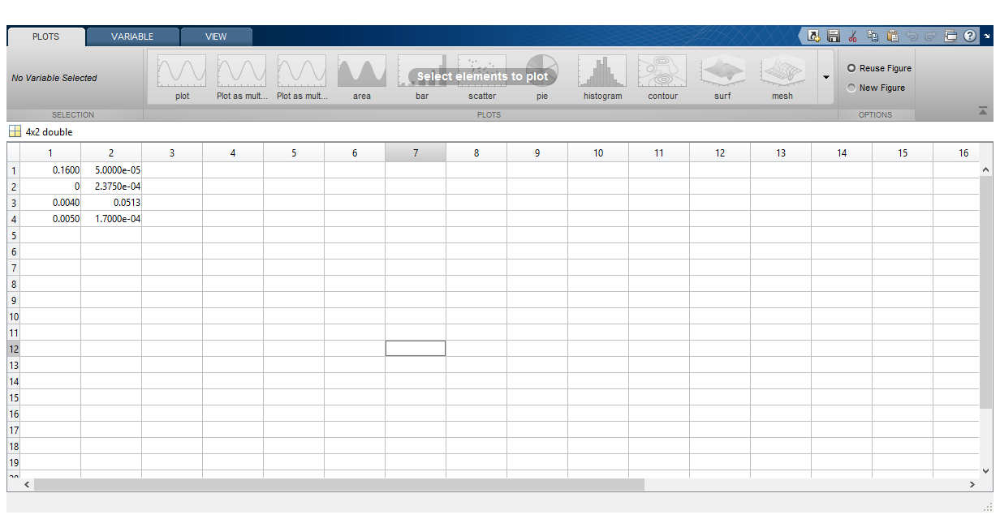 PLOTS VARIABLE VIEW
No Variable Selected
Select elements to plot
plot Plot as mult... Plot as mult... area bar scatter pie histogram contour surf mesh
Reuse Figure
New Figure
SELECTION PLOTS OPTIONS
4x2 double
1 2 3 4 5 6 7 8 9 10 11 12 13 14 15 16
1 0.1600 5.0000e-05
2 0 2.3750e-04
3 0.0040 0.0513
4 0.0050 1.7000e-04
5
6
7
8
9
10
11
12
13
14
15
16
17
18
19